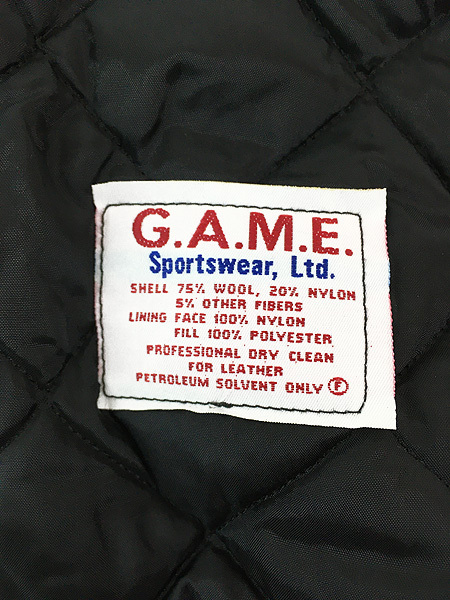 G.A.M.E.
Sportswear, Ltd.
SHELL 75% WOOL, 20% NYLON
5% OTHER FIBERS
LINING FACE 100% NYLON
FILL 100% POLYESTER
PROFESSIONAL DRY CLEAN
FOR LEATHER
PETROLEUM SOLVENT ONLY Ⓕ